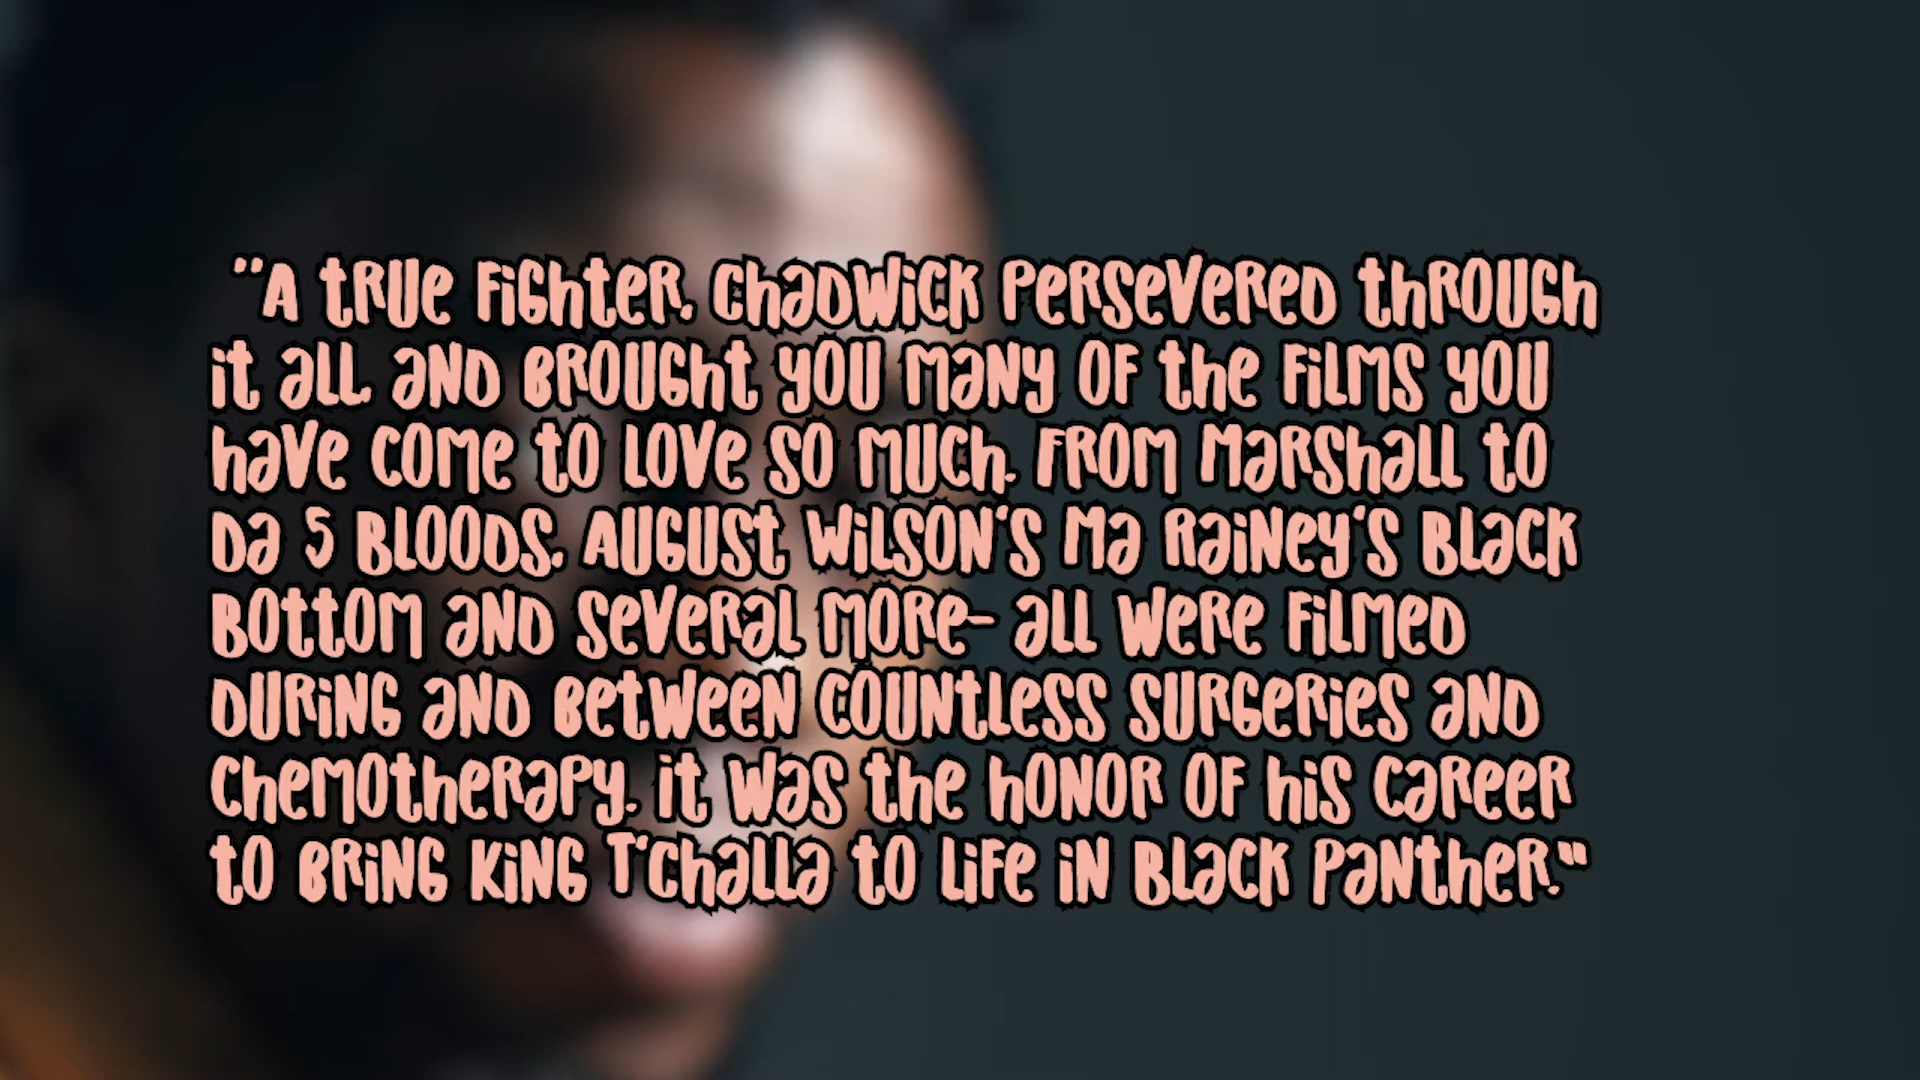 "A true fighter, Chadwick persevered through
it all, and brought you many of the films you
have come to love so much. From Marshall to
Da 5 Bloods, August Wilson's Ma Rainey's Black
Bottom and several more- all were filmed
during and between countless surgeries and
chemotherapy. It was the honor of his career
to bring King T'Challa to life in Black Panther."